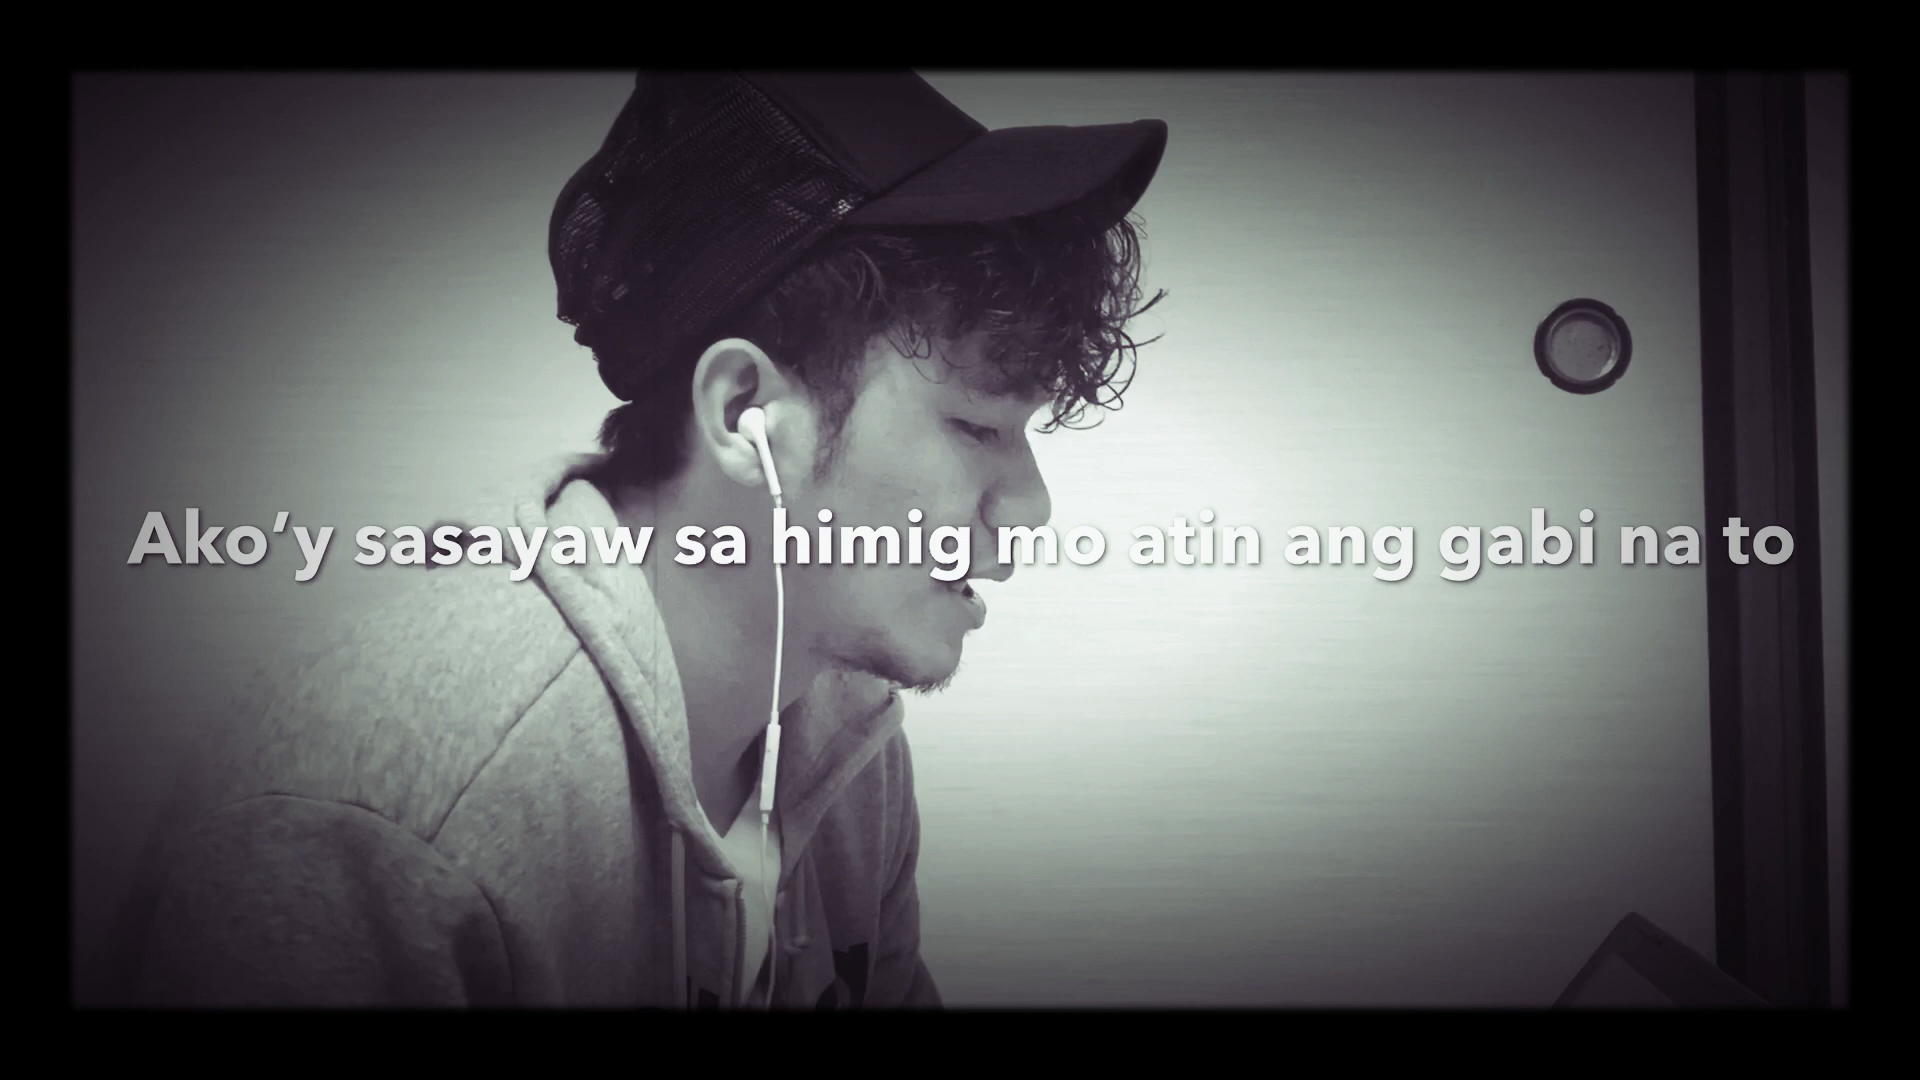 Ako‘y sasayaw sa himig mo atin ang gabi na to